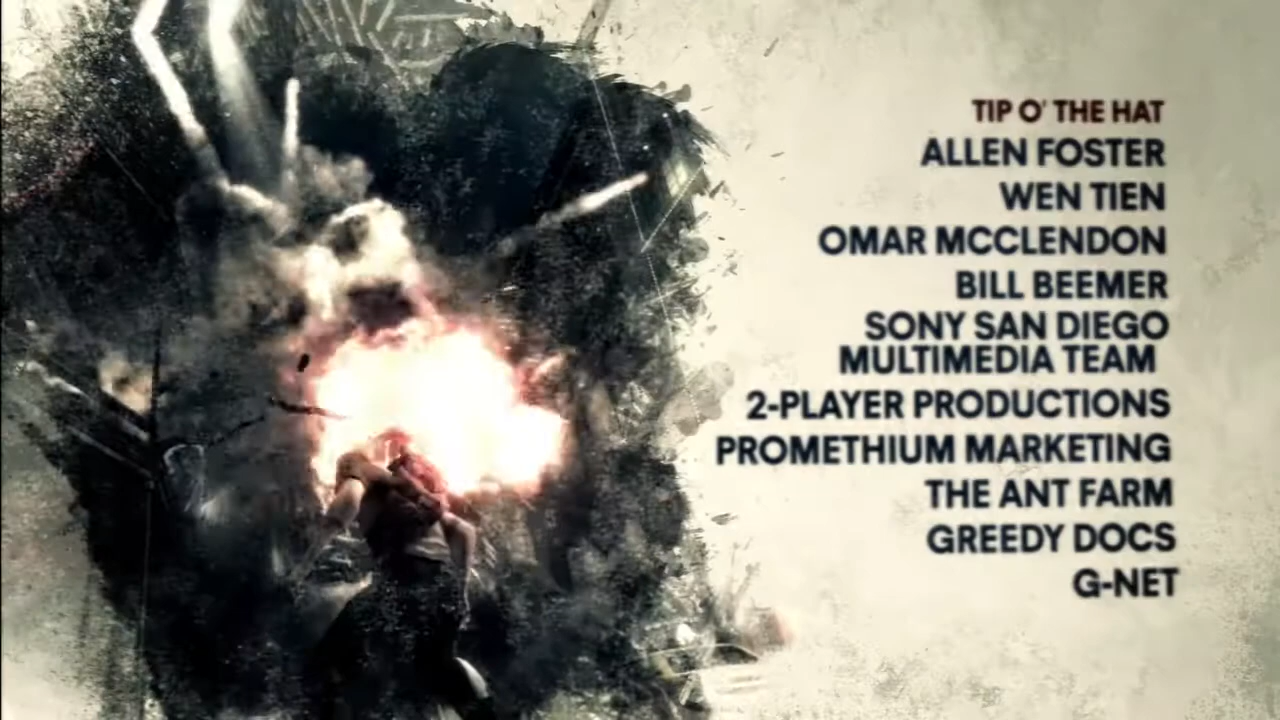 TIP O' THE HAT
ALLEN FOSTER
WEN TIEN
OMAR MCCLENDON
BILL BEEMER
SONY SAN DIEGO
MULTIMEDIA TEAM
2-PLAYER PRODUCTIONS
PROMETHIUM MARKETING
THE ANT FARM
GREEDY DOCS
G-NET